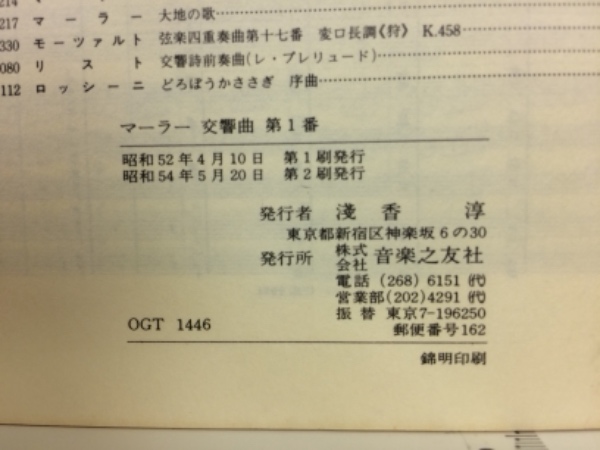 217 マーラー 大地の歌
330 モーツァルト 弦楽四重奏曲第十七番 変ロ長調《狩》 K.458
080 リスト 交響詩前奏曲(レ・プレリュード)
112 ロッシーニ どろぼうかささぎ 序曲
マーラー 交響曲 第1番
昭和52年4月10日 第1刷発行
昭和54年5月20日 第2刷発行
発行者 淺香 淳
東京都新宿区神楽坂6の30
発行所 株式会社 音楽之友社
電話 (268) 6151 ㈹
営業部(202)4291 ㈹
振替 東京7-196250
郵便番号162
OGT 1446
錦明印刷